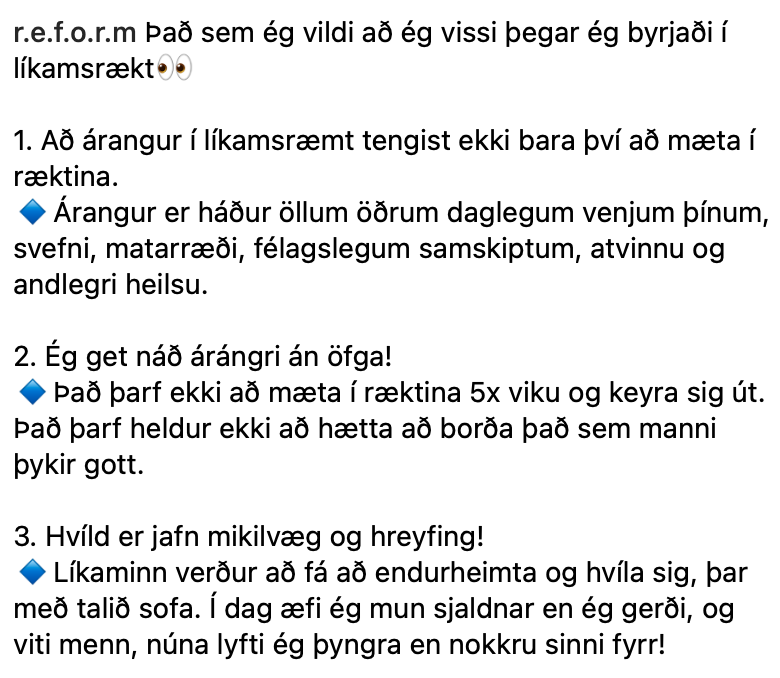 r.e.f.o.r.m Það sem ég vildi að ég vissi þegar ég byrjaði í
líkamsrækt👀
1. Að árangur í líkamsræmt tengist ekki bara því að mæta í
ræktina.
🔷 Árangur er háður öllum öðrum daglegum venjum þínum,
svefni, matarræði, félagslegum samskiptum, atvinnu og
andlegri heilsu.
2. Ég get náð árángri án öfga!
🔷 Það þarf ekki að mæta í ræktina 5x viku og keyra sig út.
Það þarf heldur ekki að hætta að borða það sem manni
þykir gott.
3. Hvíld er jafn mikilvæg og hreyfing!
🔷 Líkaminn verður að fá að endurheimta og hvíla sig, þar
með talið sofa. Í dag æfi ég mun sjaldnar en ég gerði, og
viti menn, núna lyfti ég þyngra en nokkru sinni fyrr!